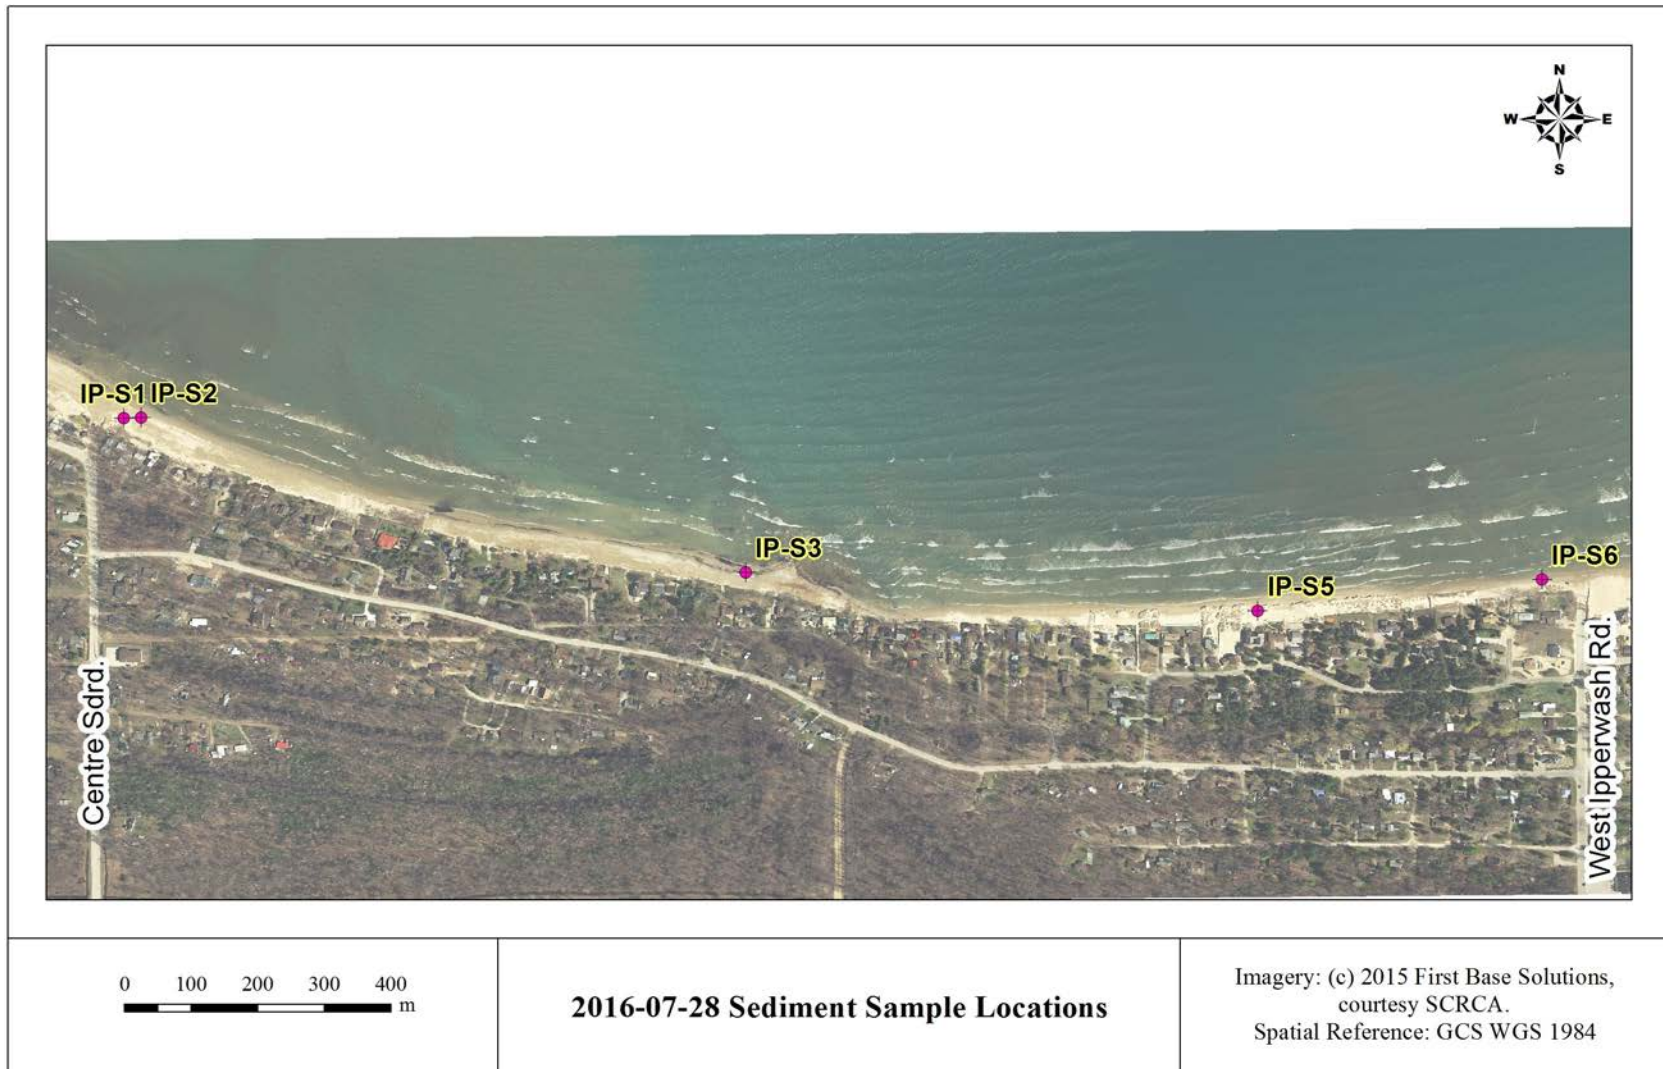 N
W E
S
IP-S1 IP-S2
IP-S3
IP-S5
IP-S6
Centre Sdrd.
West Ipperwash Rd.
0 100 200 300 400
m
2016-07-28 Sediment Sample Locations
Imagery: (c) 2015 First Base Solutions,
courtesy SCRCA.
Spatial Reference: GCS WGS 1984